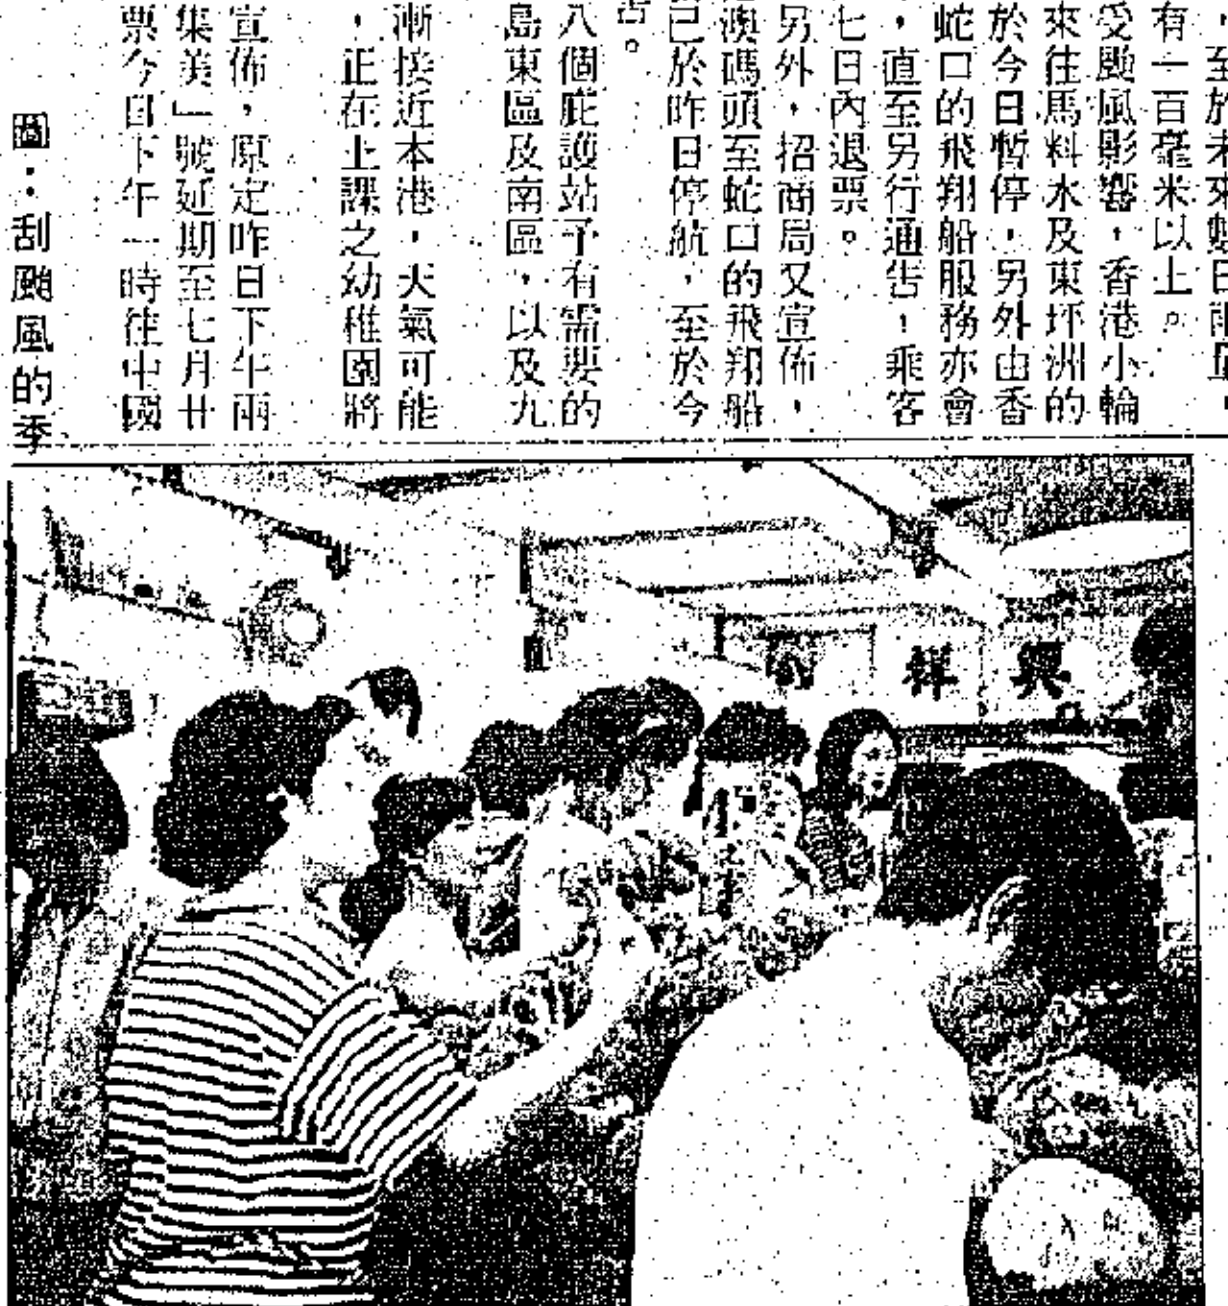 ，至於未來數日雨量，
有一百毫米以上。
受颱風影響，香港小輪
來往馬料水及東坪洲的
於今日暫停，另外由香
蛇口的飛翔船服務亦會
，直至另行通告，乘客
七日內退票。
另外，招商局又宣佈，
澳碼頭至蛇口的飛翔船
已於昨日停航，至於今
。
八個庇護站予有需要的
島東區及南區，以及九
漸接近本港，天氣可能
，正在上課之幼稚園將
宣佈，原定昨日下午兩
集美」號延期至七月廿
票今日下午一時往中國
圖：刮颱風的季
祥興